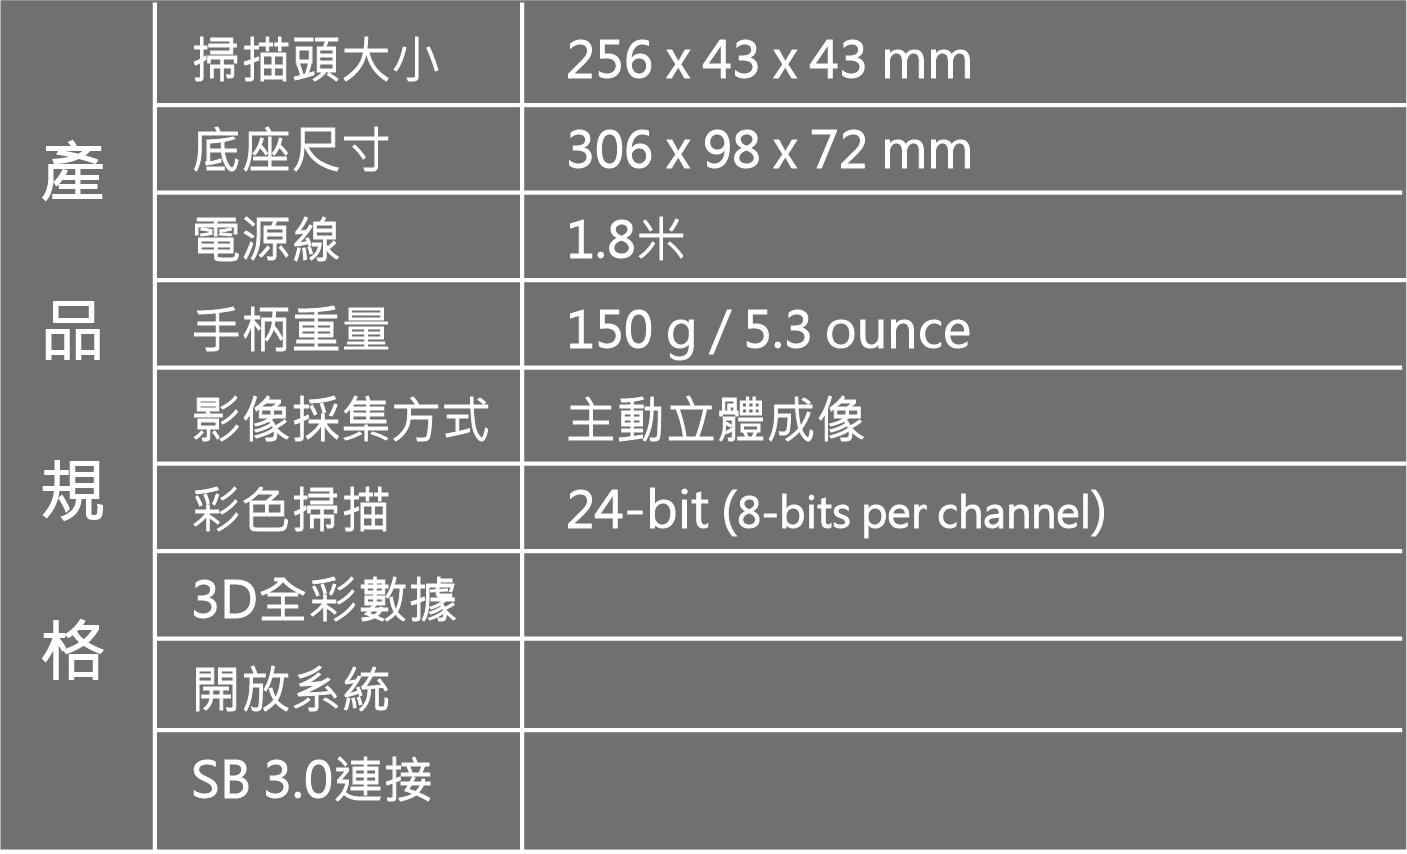 產品規格
掃描頭大小 256 x 43 x 43 mm
底座尺寸 306 x 98 x 72 mm
電源線 1.8米
手柄重量 150 g / 5.3 ounce
影像採集方式 主動立體成像
彩色掃描 24-bit (8-bits per channel)
3D全彩數據
開放系統
SB 3.0連接